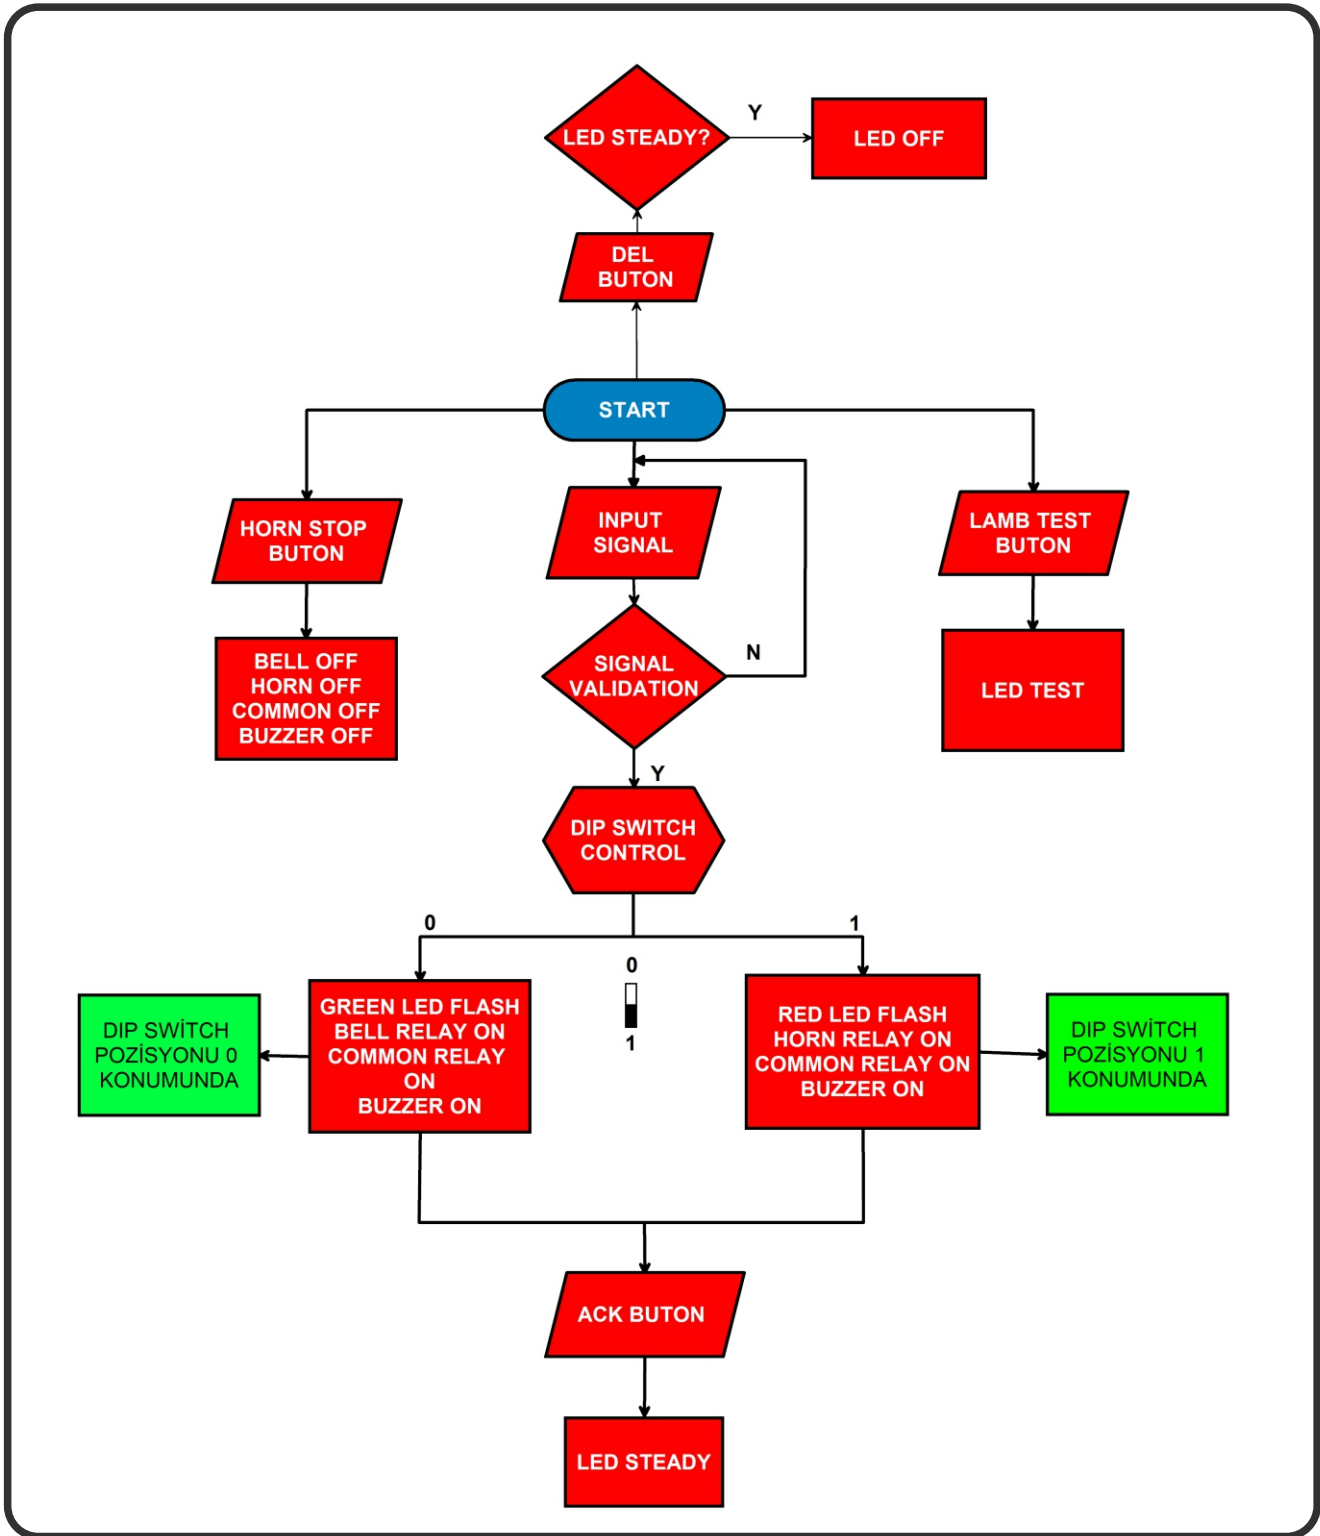 LED STEADY?
Y
LED OFF
DEL
BUTON
START
HORN STOP
BUTON
INPUT
SIGNAL
LAMB TEST
BUTON
BELL OFF
HORN OFF
COMMON OFF
BUZZER OFF
SIGNAL
VALIDATION
N
LED TEST
Y
DIP SWITCH
CONTROL
0
1
0
1
DIP SWİTCH
POZİSYONU 0
KONUMUNDA
GREEN LED FLASH
BELL RELAY ON
COMMON RELAY
ON
BUZZER ON
RED LED FLASH
HORN RELAY ON
COMMON RELAY ON
BUZZER ON
DIP SWİTCH
POZİSYONU 1
KONUMUNDA
ACK BUTON
LED STEADY